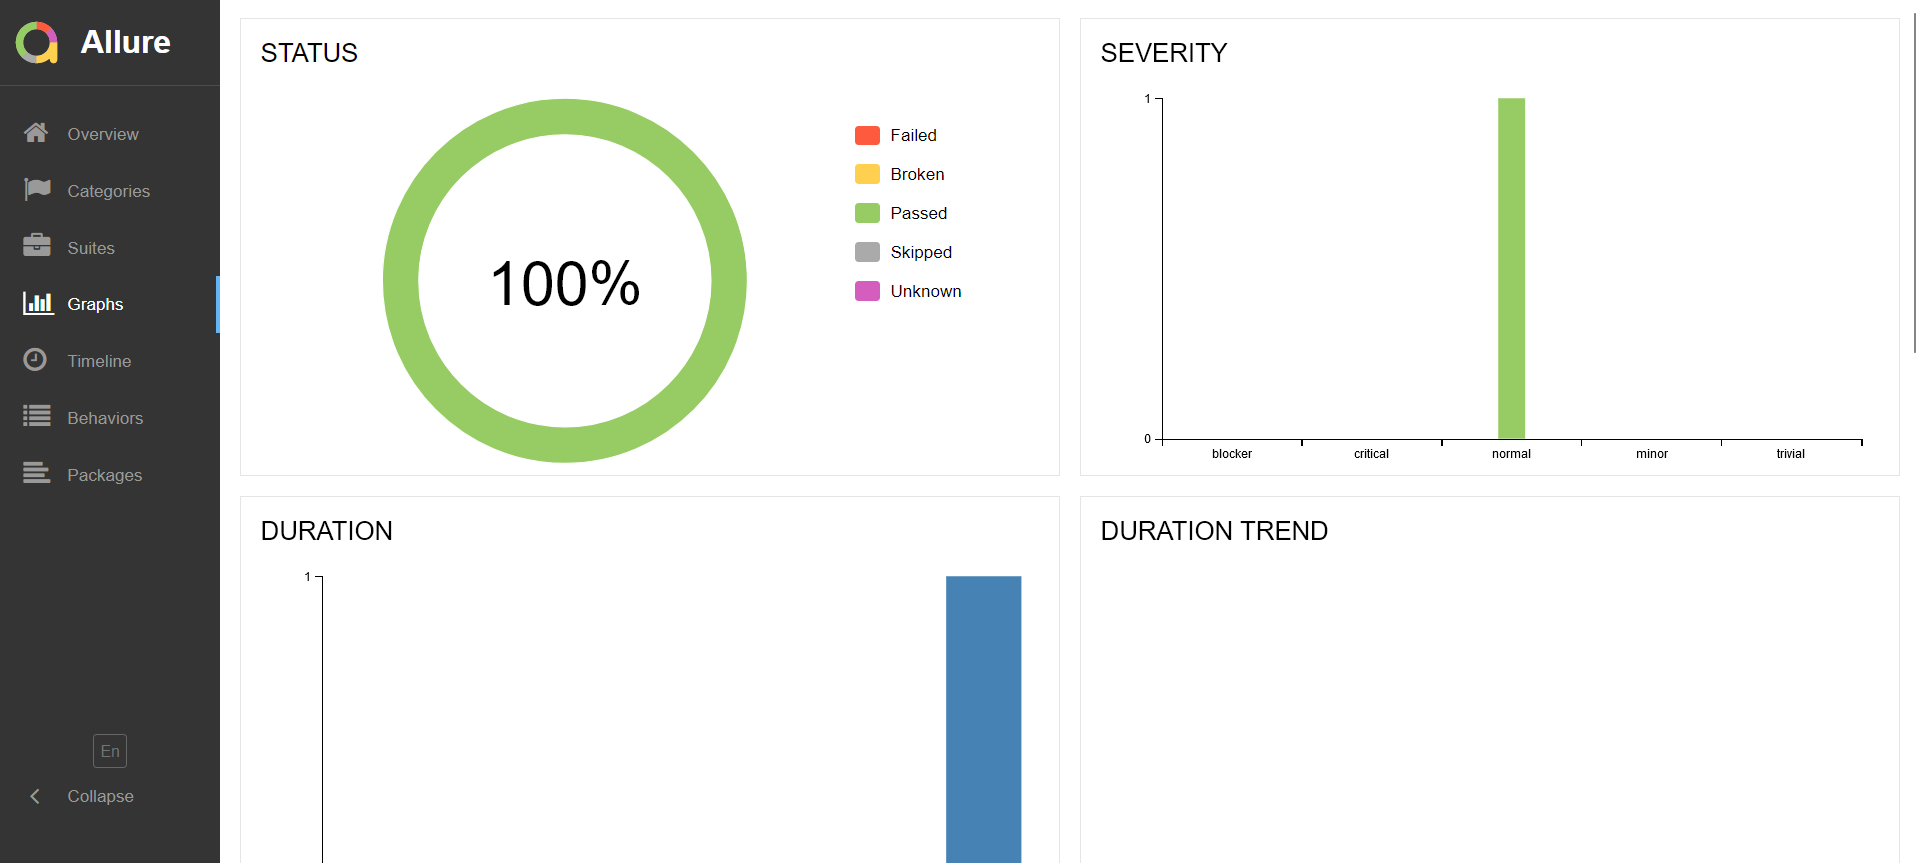 Allure
Overview
Categories
Suites
Graphs
Timeline
Behaviors
Packages
En
Collapse
STATUS
100%
Failed
Broken
Passed
Skipped
Unknown
SEVERITY
1
0
blocker critical normal minor trivial
DURATION
1
DURATION TREND